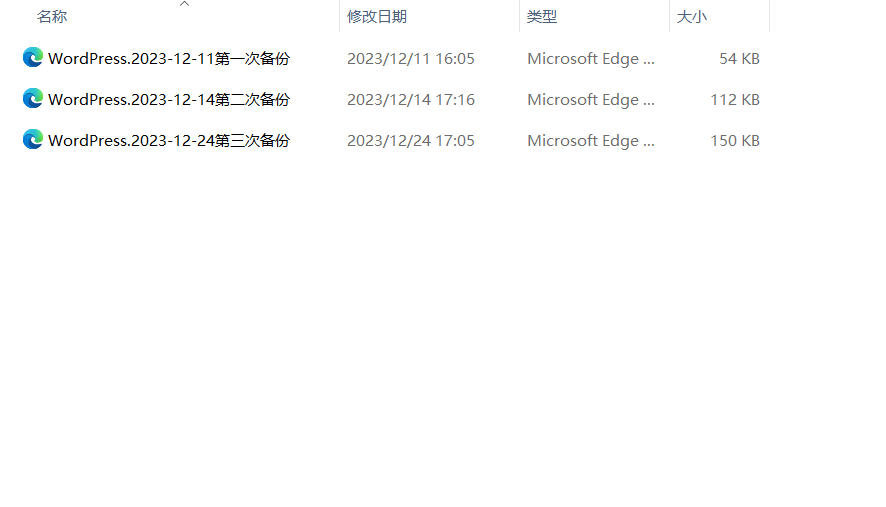 名称 修改日期 类型 大小
WordPress.2023-12-11第一次备份 2023/12/11 16:05 Microsoft Edge ... 54 KB
WordPress.2023-12-14第二次备份 2023/12/14 17:16 Microsoft Edge ... 112 KB
WordPress.2023-12-24第三次备份 2023/12/24 17:05 Microsoft Edge ... 150 KB